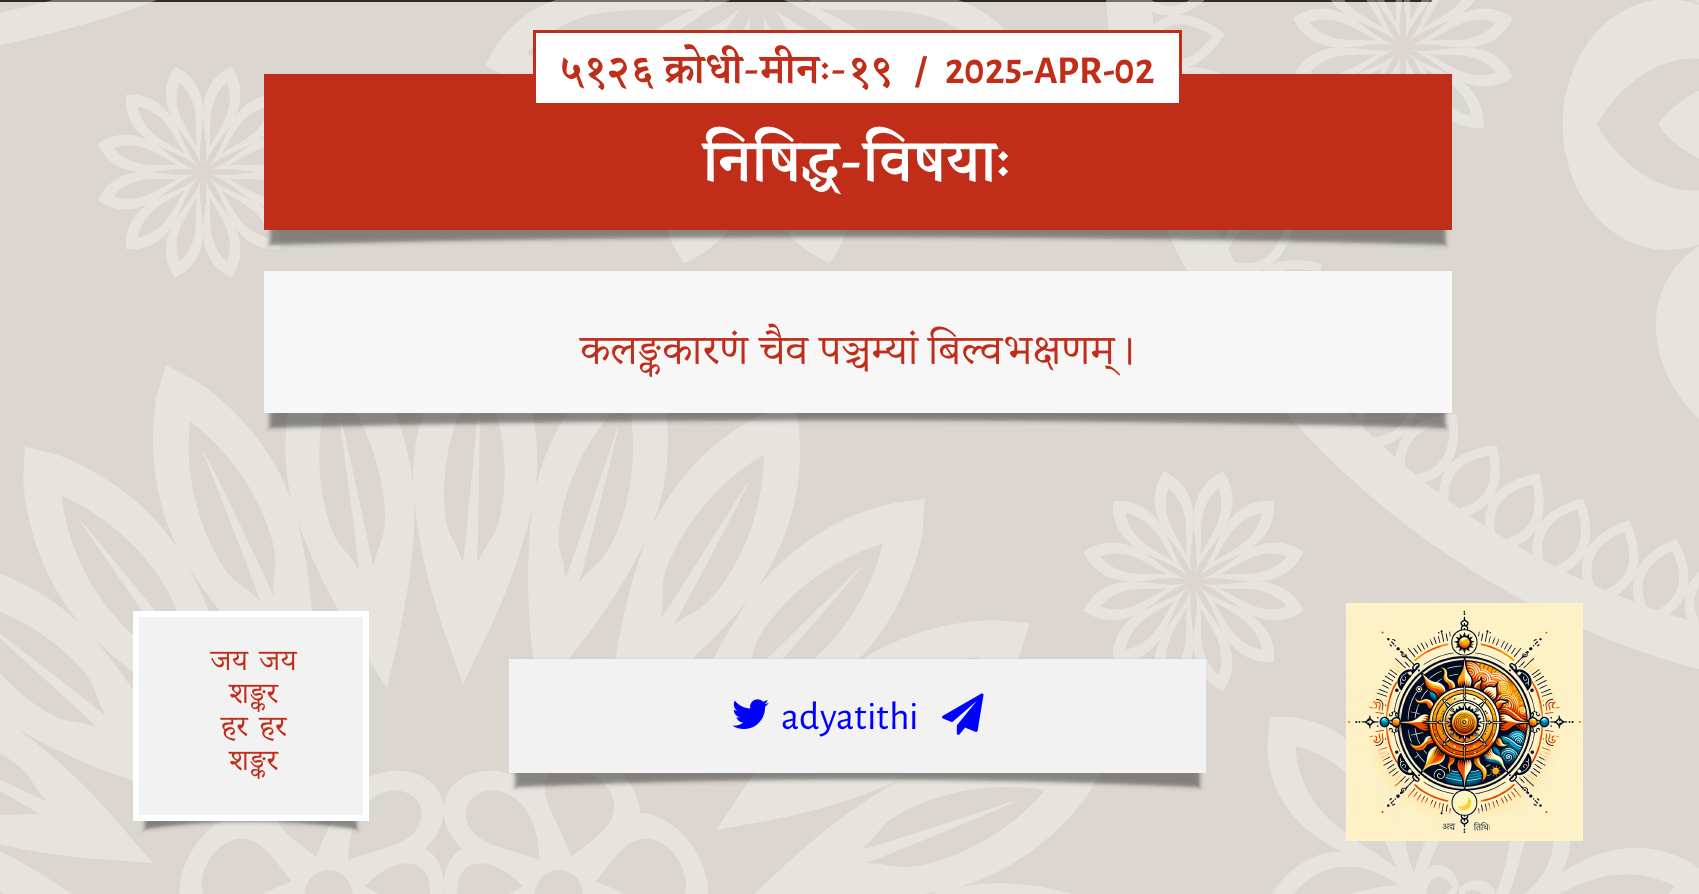 ५१२६ क्रोधी-मीनः-१९ / 2025-APR-02
निषिद्ध-विषयाः
कलङ्ककारणं चैव पञ्चम्यां बिल्वभक्षणम् ।
जय जय
शङ्कर
हर हर
शङ्कर
adyatithi
अद्य तिथिः